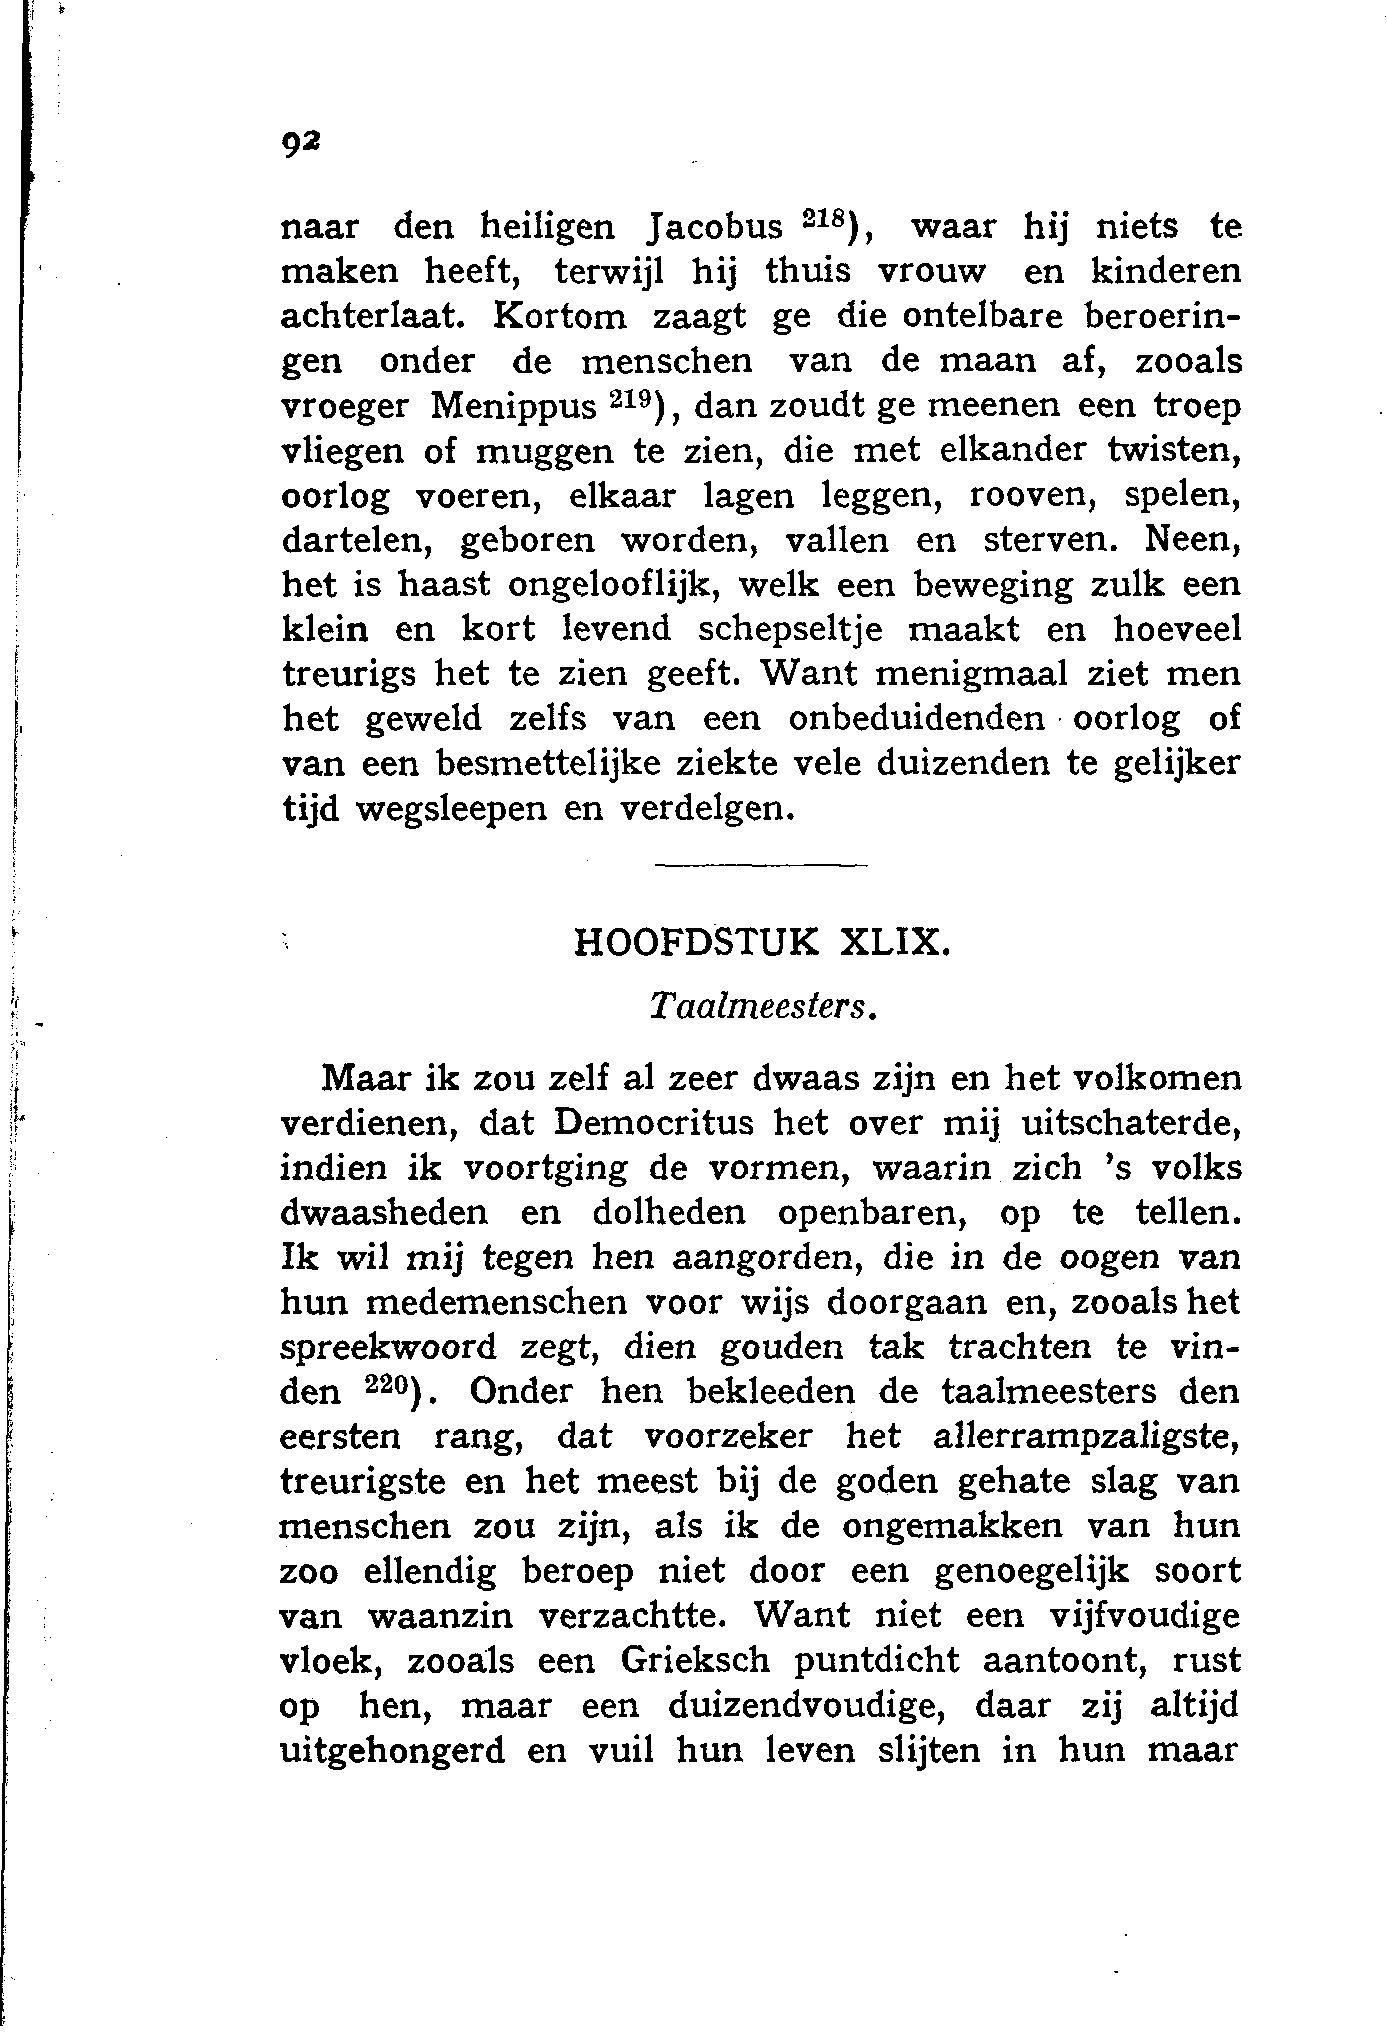 92
naar den heiligen Jacobus ²¹⁸), waar hij niets te
maken heeft, terwijl hij thuis vrouw en kinderen
achterlaat. Kortom zaagt ge die ontelbare beroerin-
gen onder de menschen van de maan af, zooals
vroeger Menippus ²¹⁹), dan zoudt ge meenen een troep
vliegen of muggen te zien, die met elkander twisten,
oorlog voeren, elkaar lagen leggen, rooven, spelen,
dartelen, geboren worden, vallen en sterven. Neen,
het is haast ongelooflijk, welk een beweging zulk een
klein en kort levend schepseltje maakt en hoeveel
treurigs het te zien geeft. Want menigmaal ziet men
het geweld zelfs van een onbeduidenden oorlog of
van een besmettelijke ziekte vele duizenden te gelijker
tijd wegsleepen en verdelgen.
HOOFDSTUK XLIX.
Taalmeesters.
Maar ik zou zelf al zeer dwaas zijn en het volkomen
verdienen, dat Democritus het over mij uitschaterde,
indien ik voortging de vormen, waarin zich 's volks
dwaasheden en dolheden openbaren, op te tellen.
Ik wil mij tegen hen aangorden, die in de oogen van
hun medemenschen voor wijs doorgaan en, zooals het
spreekwoord zegt, dien gouden tak trachten te vin-
den ²²⁰). Onder hen bekleeden de taalmeesters den
eersten rang, dat voorzeker het allerrampzaligste,
treurigste en het meest bij de goden gehate slag van
menschen zou zijn, als ik de ongemakken van hun
zoo ellendig beroep niet door een genoegelijk soort
van waanzin verzachtte. Want niet een vijfvoudige
vloek, zooals een Grieksch puntdicht aantoont, rust
op hen, maar een duizendvoudige, daar zij altijd
uitgehongerd en vuil hun leven slijten in hun maar